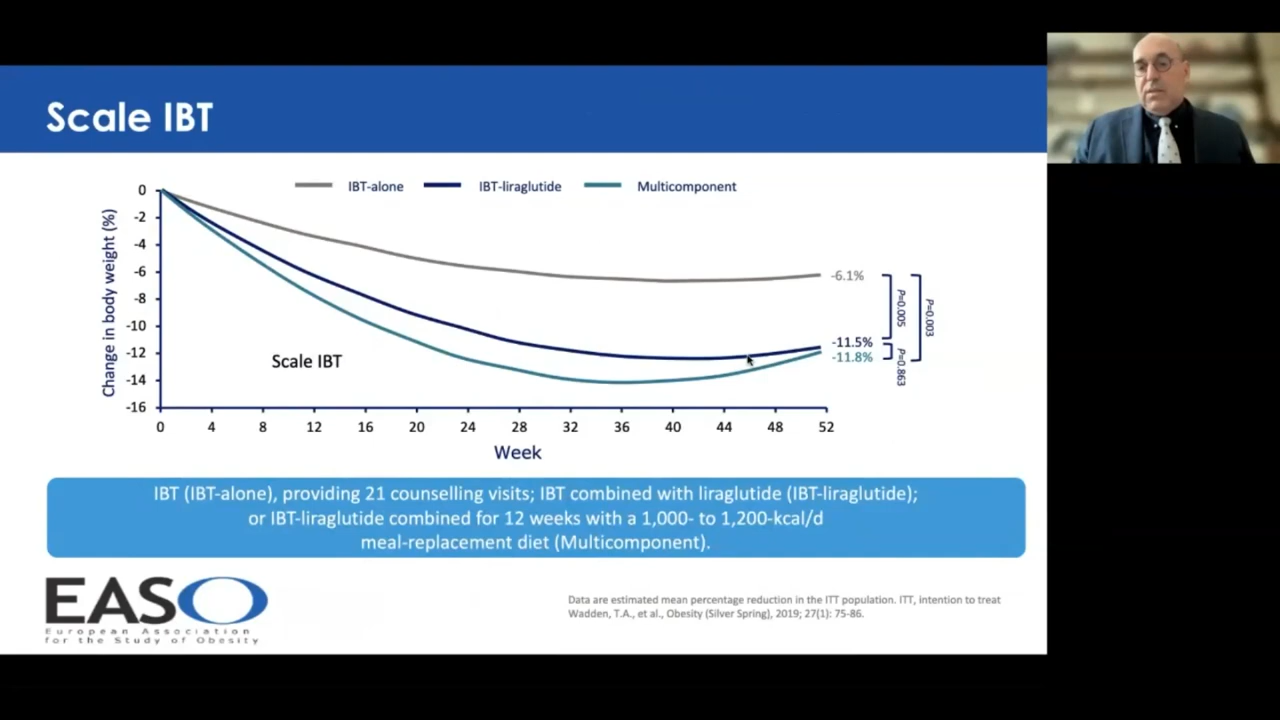 Scale IBT
IBT-alone
IBT-liraglutide
Multicomponent
Change in body weight (%)
0
-2
-4
-6
-8
-10
-12
-14
-16
Scale IBT
-6.1%
-11.5%
-11.8%
P=0.005
P=0.003
P=0.863
0 4 8 12 16 20 24 28 32 36 40 44 48 52
Week
IBT (IBT-alone), providing 21 counselling visits; IBT combined with liraglutide (IBT-liraglutide);
or IBT-liraglutide combined for 12 weeks with a 1,000- to 1,200-kcal/d
meal-replacement diet (Multicomponent).
EASO
European Association
for the Study of Obesity
Data are estimated mean percentage reduction in the ITT population. ITT, intention to treat
Wadden, T.A., et al., Obesity (Silver Spring), 2019; 27(1): 75-86.